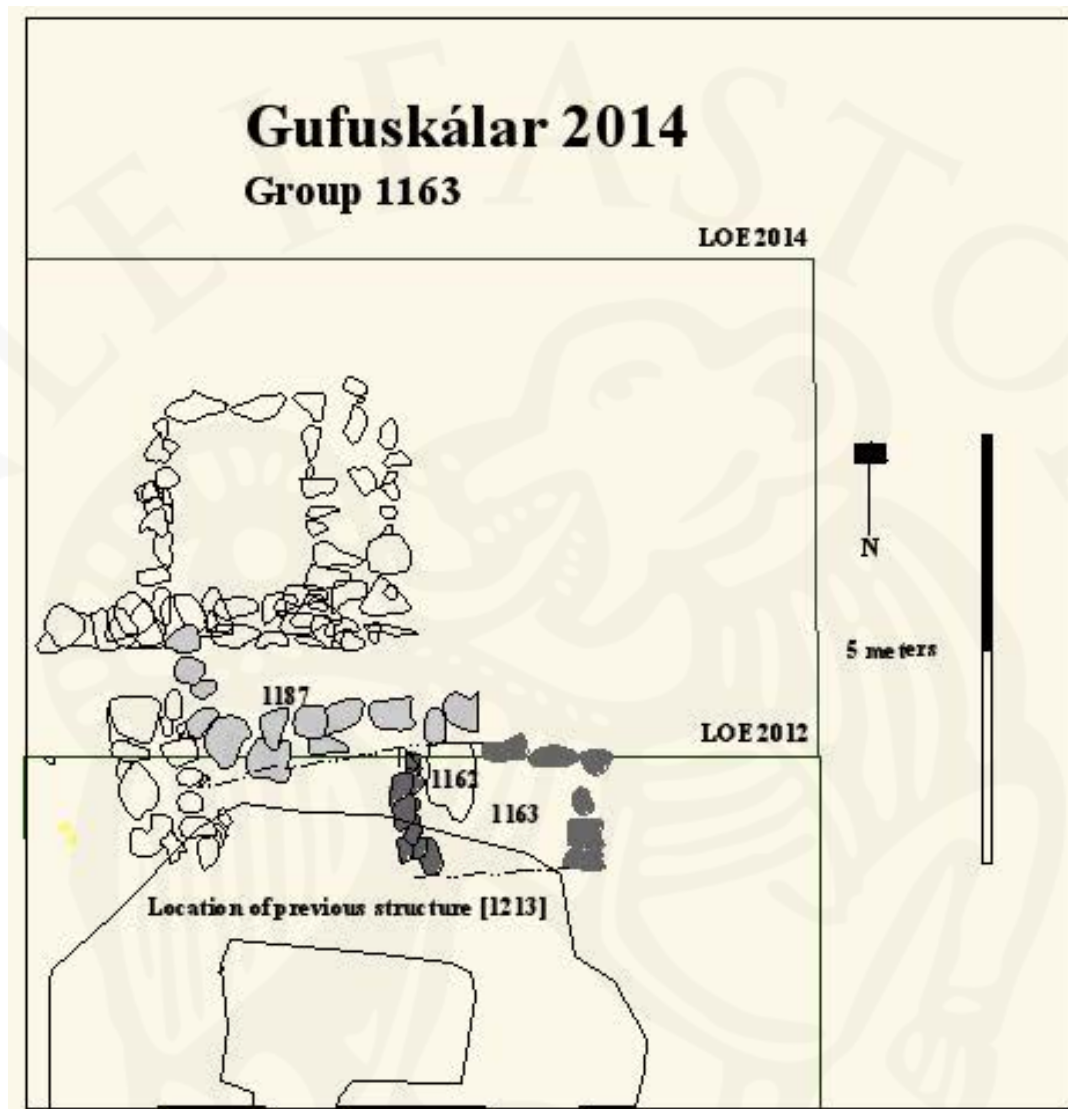 Gufuskálar 2014
Group 1163
LOE 2014
N
5 meters
1187
LOE 2012
1162
1163
Location of previous structure [1213]